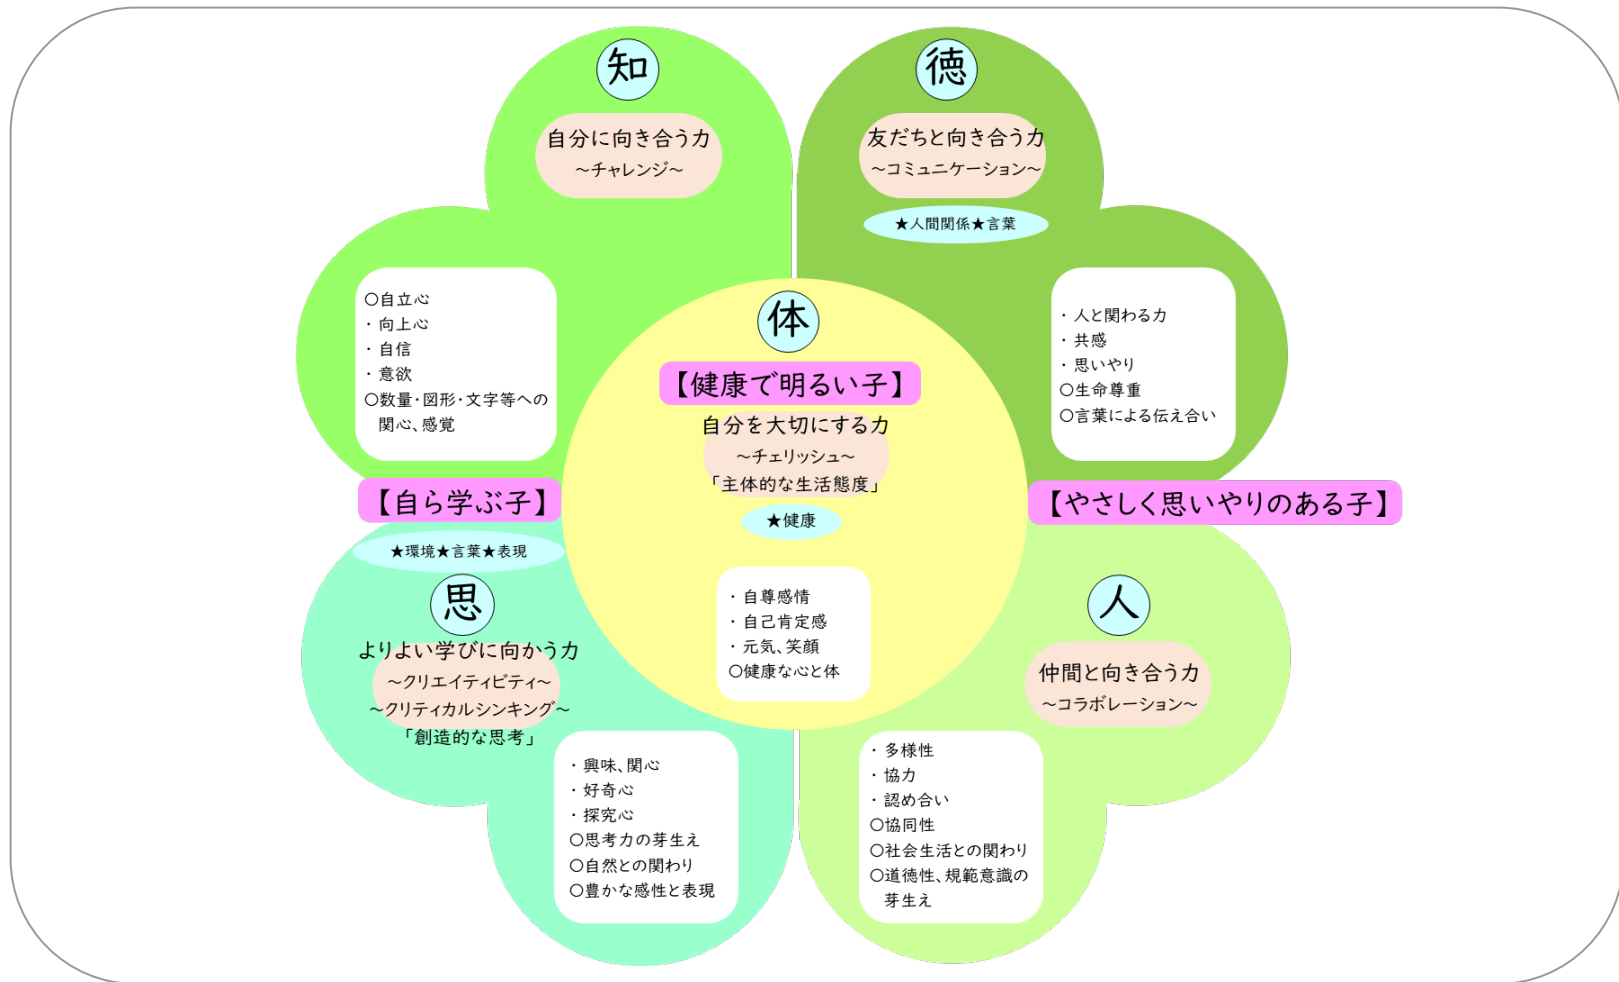 知
自分に向き合う力
～チャレンジ～
〇自立心
・向上心
・自信
・意欲
〇数量・図形・文字等への
関心、感覚
徳
友だちと向き合う力
～コミュニケーション～
★人間関係★言葉
・人と関わる力
・共感
・思いやり
〇生命尊重
〇言葉による伝え合い
体
【健康で明るい子】
自分を大切にする力
～チェリッシュ～
「主体的な生活態度」
★健康
・自尊感情
・自己肯定感
・元気、笑顔
〇健康な心と体
【自ら学ぶ子】
★環境★言葉★表現
【やさしく思いやりのある子】
思
よりよい学びに向かう力
～クリエイティビティ～
～クリティカルシンキング～
「創造的な思考」
・興味、関心
・好奇心
・探究心
〇思考力の芽生え
〇自然との関わり
〇豊かな感性と表現
人
仲間と向き合う力
～コラボレーション～
・多様性
・協力
・認め合い
〇協同性
〇社会生活との関わり
〇道徳性、規範意識の
芽生え